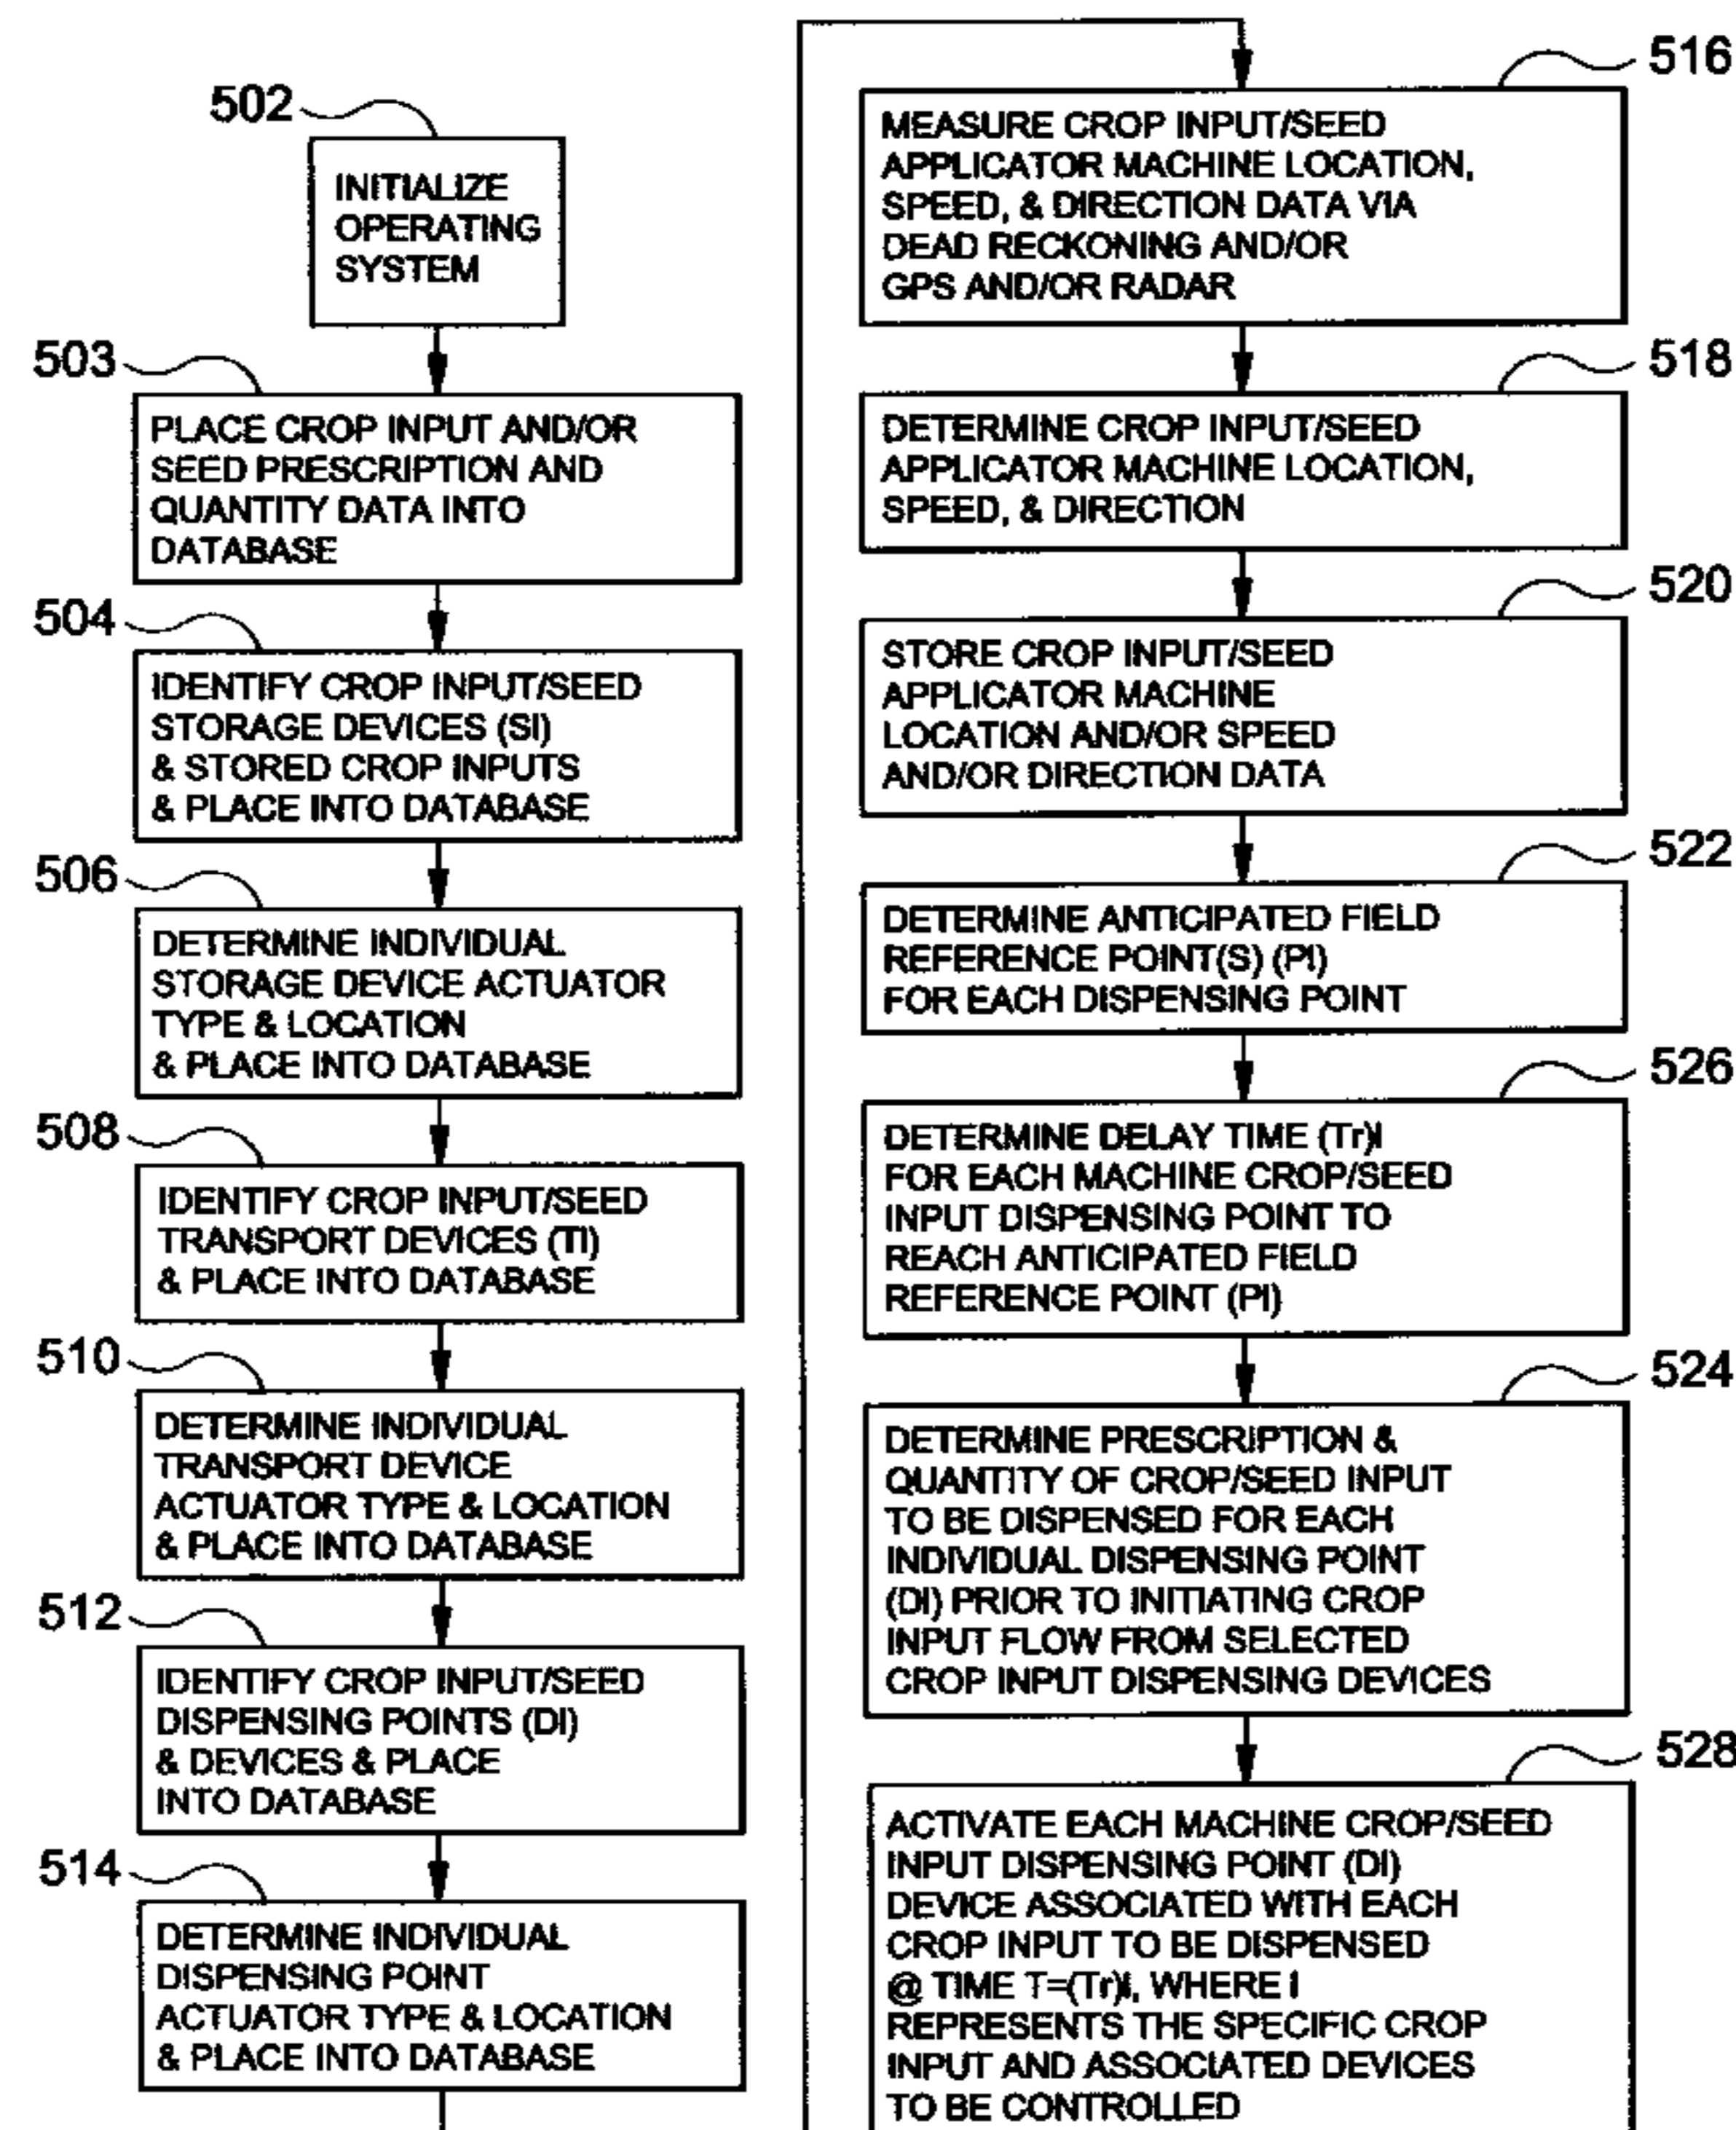 502
INITIALIZE
OPERATING
SYSTEM
503
PLACE CROP INPUT AND/OR
SEED PRESCRIPTION AND
QUANTITY DATA INTO
DATABASE
504
IDENTIFY CROP INPUT/SEED
STORAGE DEVICES (SI)
& STORED CROP INPUTS
& PLACE INTO DATABASE
506
DETERMINE INDIVIDUAL
STORAGE DEVICE ACTUATOR
TYPE & LOCATION
& PLACE INTO DATABASE
508
IDENTIFY CROP INPUT/SEED
TRANSPORT DEVICES (TI)
& PLACE INTO DATABASE
510
DETERMINE INDIVIDUAL
TRANSPORT DEVICE
ACTUATOR TYPE & LOCATION
& PLACE INTO DATABASE
512
IDENTIFY CROP INPUT/SEED
DISPENSING POINTS (DI)
& DEVICES & PLACE
INTO DATABASE
514
DETERMINE INDIVIDUAL
DISPENSING POINT
ACTUATOR TYPE & LOCATION
& PLACE INTO DATABASE
516
MEASURE CROP INPUT/SEED
APPLICATOR MACHINE LOCATION,
SPEED, & DIRECTION DATA VIA
DEAD RECKONING AND/OR
GPS AND/OR RADAR
518
DETERMINE CROP INPUT/SEED
APPLICATOR MACHINE LOCATION,
SPEED, & DIRECTION
520
STORE CROP INPUT/SEED
APPLICATOR MACHINE
LOCATION AND/OR SPEED
AND/OR DIRECTION DATA
522
DETERMINE ANTICIPATED FIELD
REFERENCE POINT(S) (PI)
FOR EACH DISPENSING POINT
526
DETERMINE DELAY TIME (Tr)I
FOR EACH MACHINE CROP/SEED
INPUT DISPENSING POINT TO
REACH ANTICIPATED FIELD
REFERENCE POINT (PI)
524
DETERMINE PRESCRIPTION &
QUANTITY OF CROP/SEED INPUT
TO BE DISPENSED FOR EACH
INDIVIDUAL DISPENSING POINT
(DI) PRIOR TO INITIATING CROP
INPUT FLOW FROM SELECTED
CROP INPUT DISPENSING DEVICES
528
ACTIVATE EACH MACHINE CROP/SEED
INPUT DISPENSING POINT (DI)
DEVICE ASSOCIATED WITH EACH
CROP INPUT TO BE DISPENSED
@ TIME T=(Tr)I, WHERE I
REPRESENTS THE SPECIFIC CROP
INPUT AND ASSOCIATED DEVICES
TO BE CONTROLLED